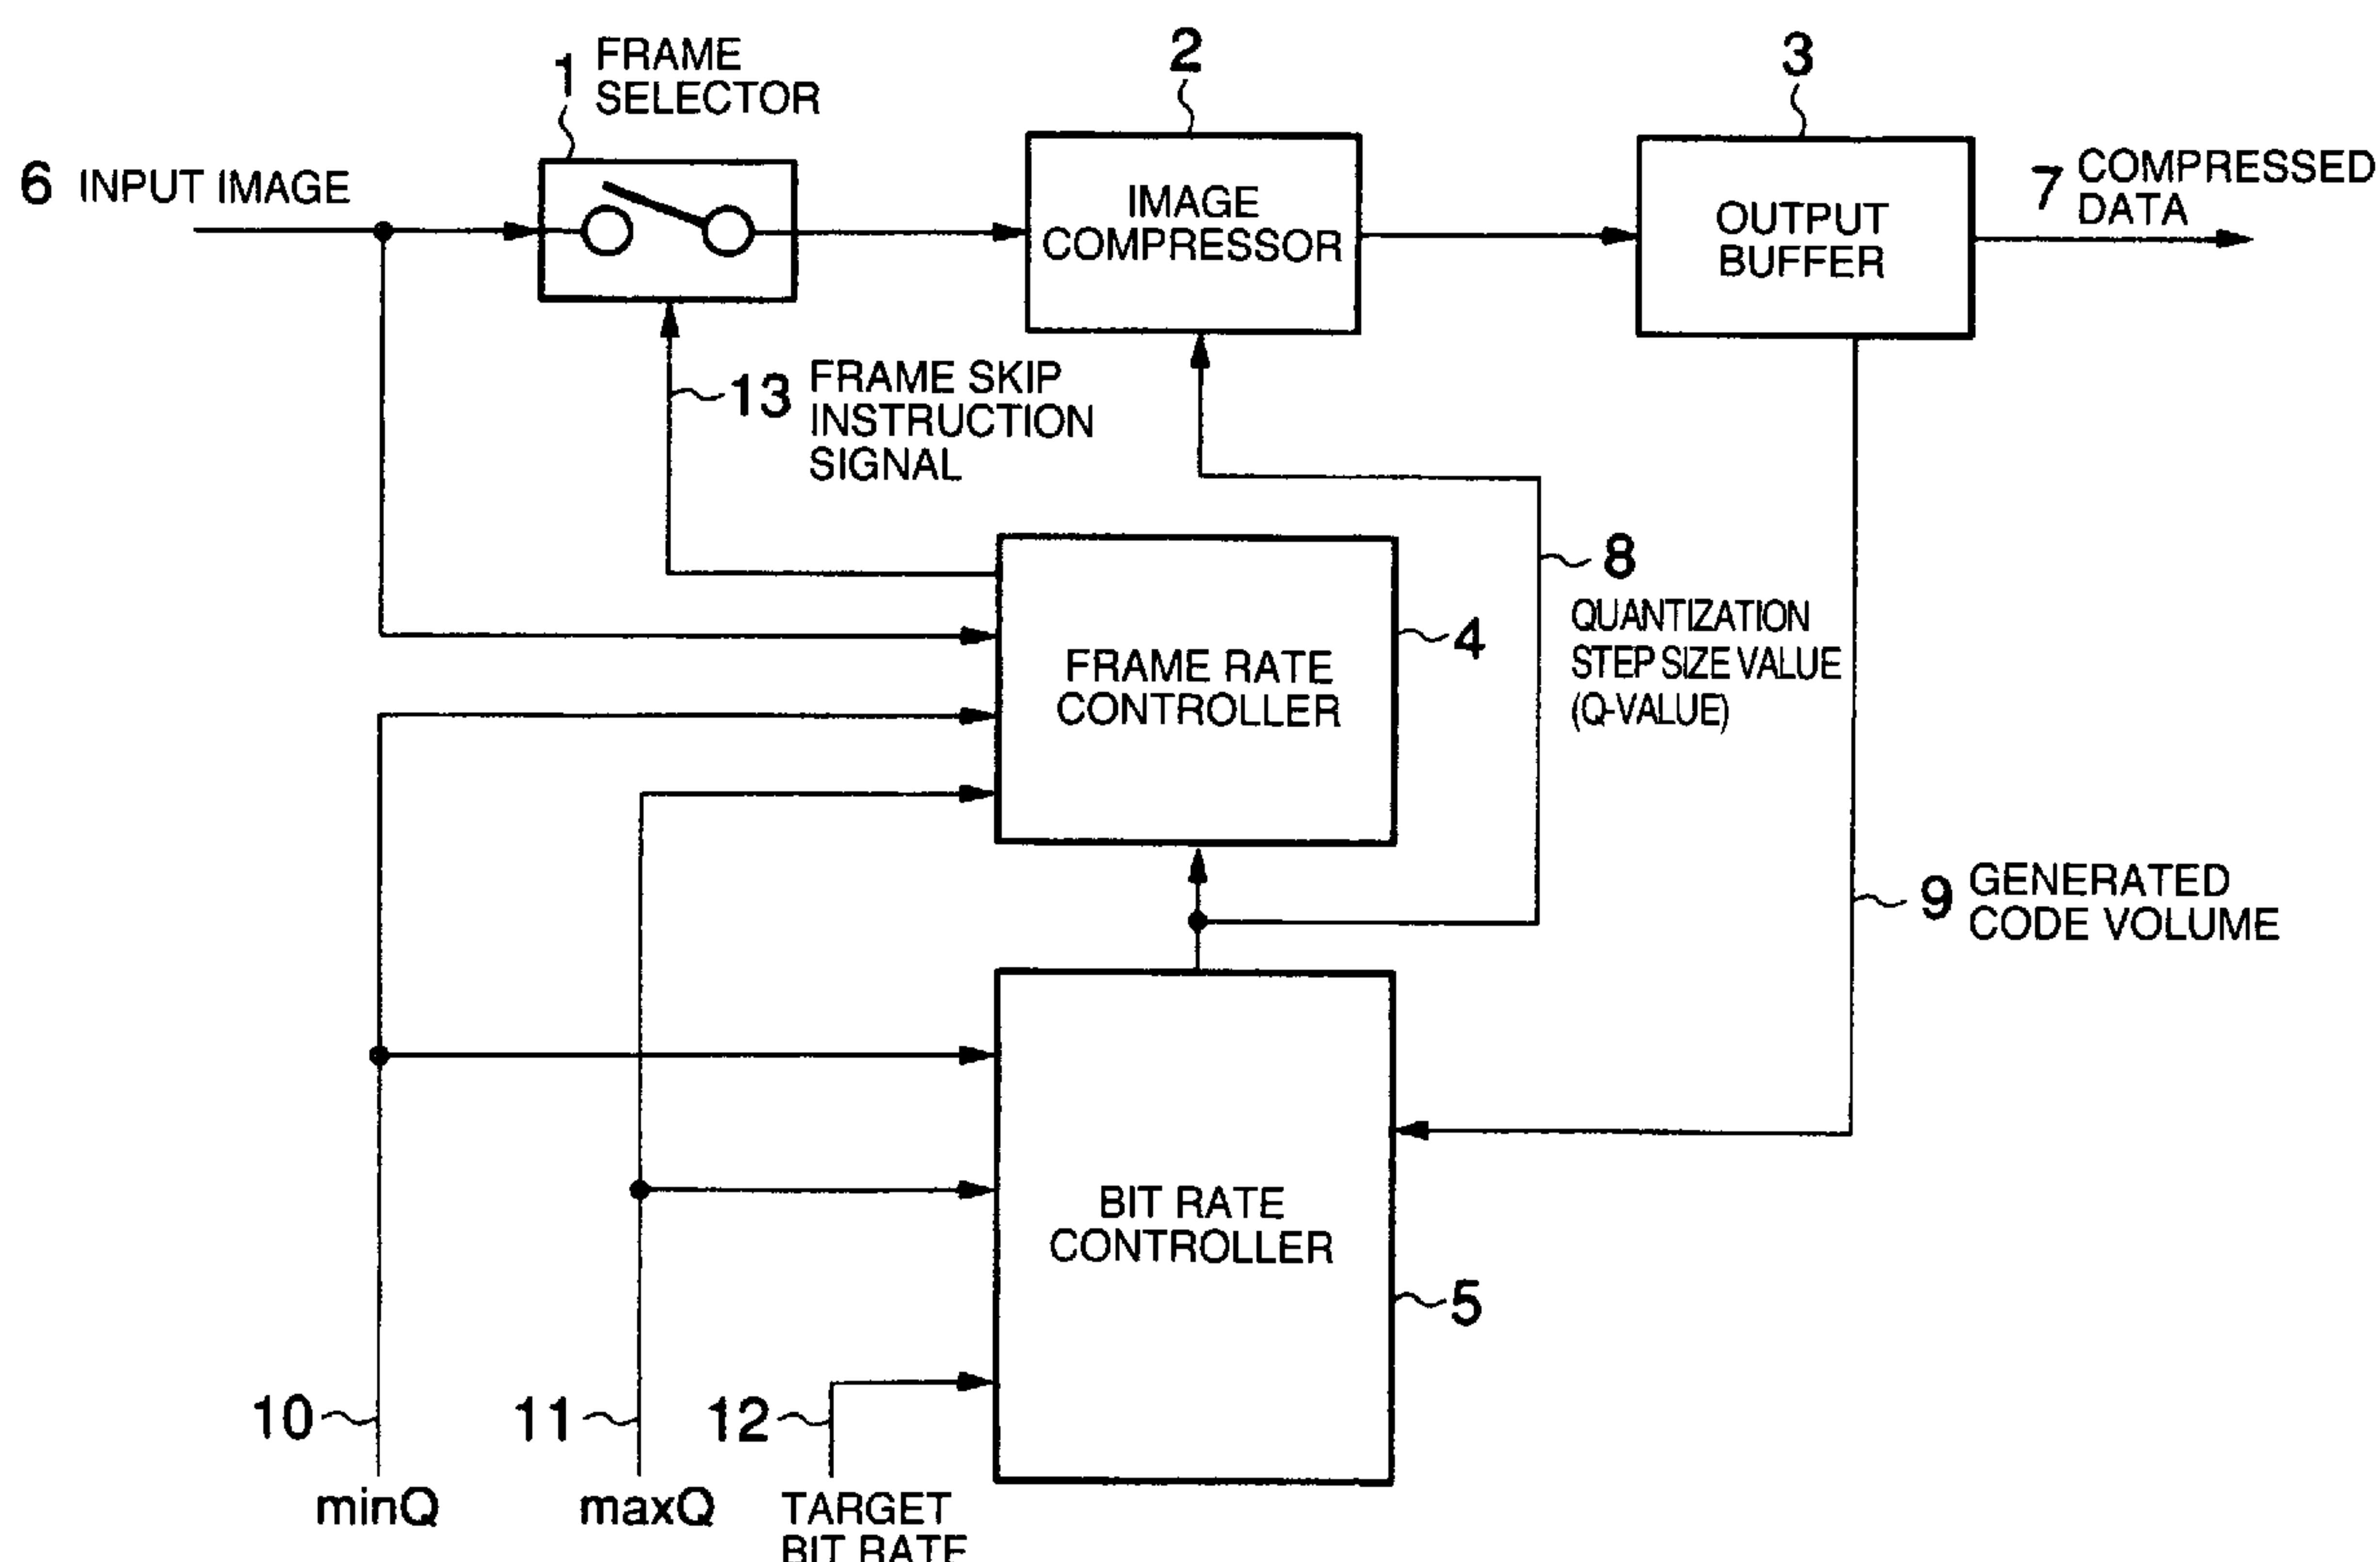 1 FRAME
SELECTOR
2
3
6 INPUT IMAGE
IMAGE
COMPRESSOR
OUTPUT
BUFFER
7 COMPRESSED
DATA
13 FRAME SKIP
INSTRUCTION
SIGNAL
8
QUANTIZATION
STEP SIZE VALUE
(Q-VALUE)
FRAME RATE
CONTROLLER
4
9 GENERATED
CODE VOLUME
BIT RATE
CONTROLLER
5
10
minQ
11
maxQ
12
TARGET
BIT RATE